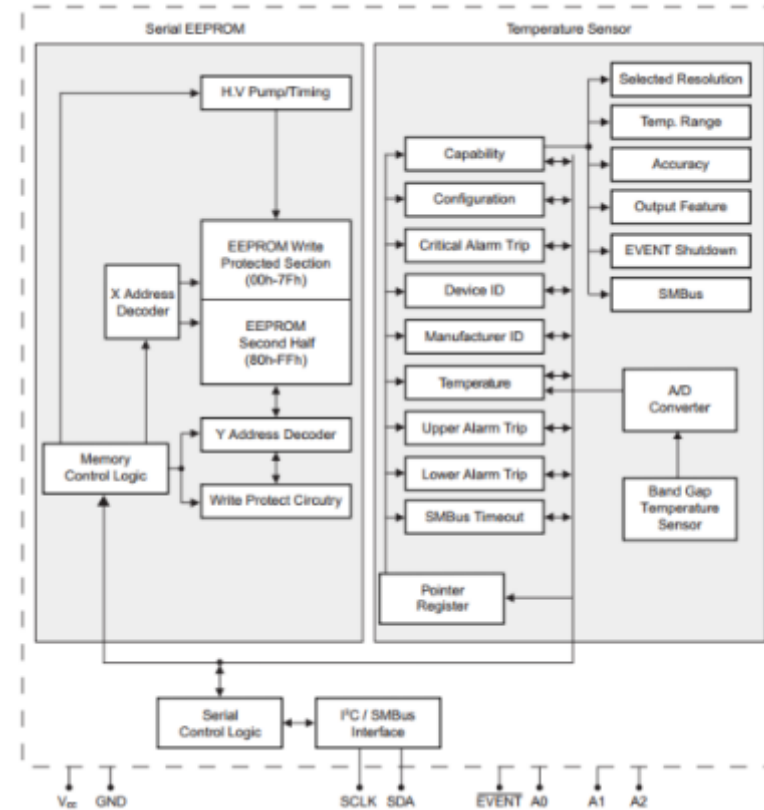 Serial EEPROM
Temperature Sensor
H.V Pump/Timing
EEPROM Write
Protected Section
(00h-7Fh)
X Address
Decoder
EEPROM
Second Half
(80h-FFh)
Y Address Decoder
Memory
Control Logic
Write Protect Circutry
Capability
Configuration
Critical Alarm Trip
Device ID
Manufacturer ID
Temperature
Upper Alarm Trip
Lower Alarm Trip
SMBus Timeout
Pointer
Register
Selected Resolution
Temp. Range
Accuracy
Output Feature
EVENT Shutdown
SMBus
A/D
Converter
Band Gap
Temperature
Sensor
Serial
Control Logic
I²C / SMBus
Interface
GND
SCLK
SDA
EVENT
A0
A1
A2